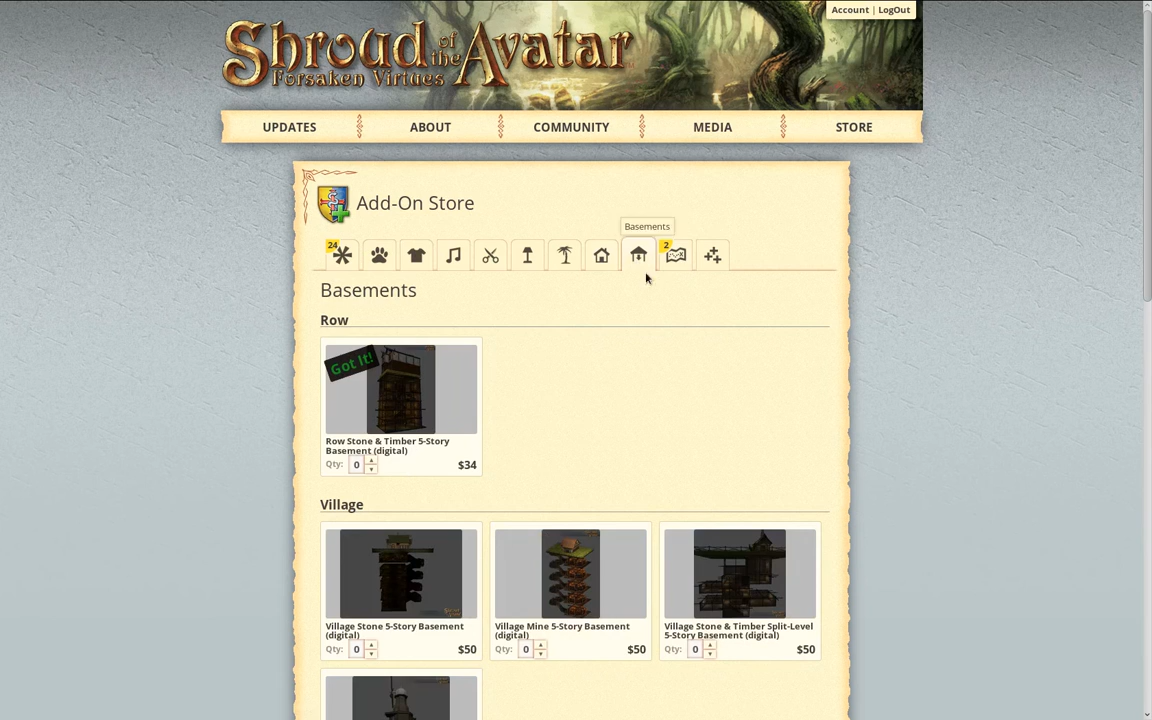 Account | LogOut
Shroud of the Avatar
Forsaken Virtues
UPDATES
ABOUT
COMMUNITY
MEDIA
STORE
Add-On Store
Basements
24
2
Basements
Row
Got It!
Row Stone & Timber 5-Story
Basement (digital)
Qty: 0 $34
Village
Village Stone 5-Story Basement
(digital)
Qty: 0 $50
Village Mine 5-Story Basement
(digital)
Qty: 0 $50
Village Stone & Timber Split-Level
5-Story Basement (digital)
Qty: 0 $50